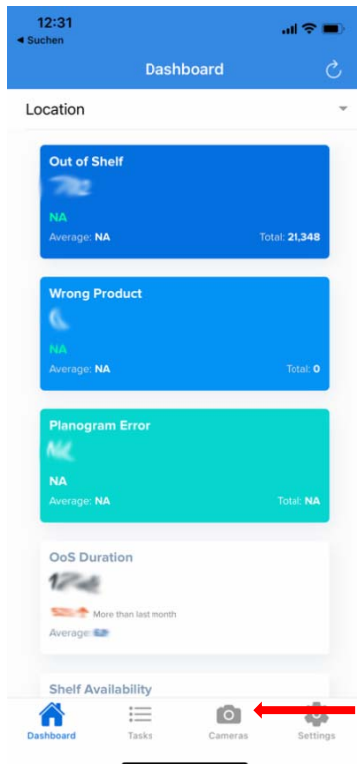 12:31
◀ Suchen
Dashboard
Location
Out of Shelf
NA
Average: NA Total: 21,348
Wrong Product
NA
Average: NA Total: 0
Planogram Error
NA
Average: NA Total: NA
OoS Duration
More than last month
Average:
Shelf Availability
Dashboard Tasks Cameras Settings